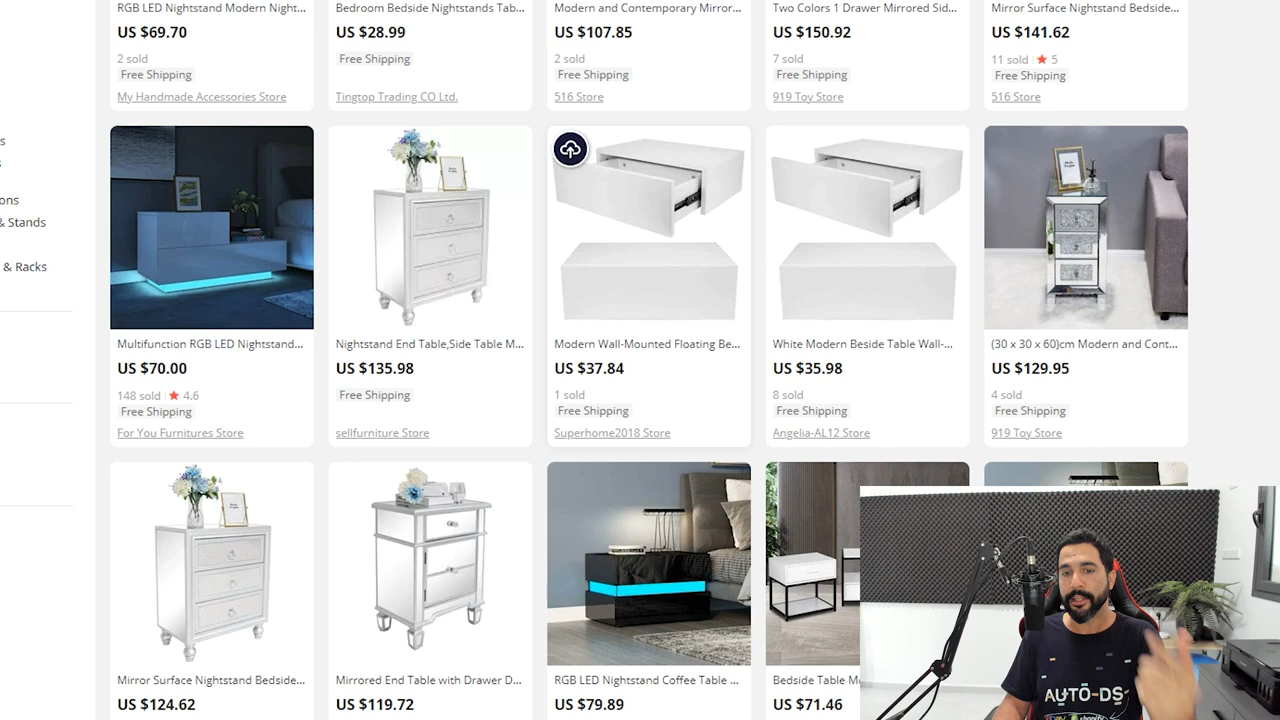 RGB LED Nightstand Modern Night...
Bedroom Bedside Nightstands Tab...
Modern and Contemporary Mirror...
Two Colors 1 Drawer Mirrored Sid...
Mirror Surface Nightstand Bedside...
US $69.70
US $28.99
US $107.85
US $150.92
US $141.62
2 sold
Free Shipping
2 sold
7 sold
11 sold ★ 5
Free Shipping
Free Shipping
Free Shipping
Free Shipping
My Handmade Accessories Store
Tingtop Trading CO Ltd.
516 Store
919 Toy Store
516 Store
s
s
ons
& Stands
& Racks
Multifunction RGB LED Nightstand...
Nightstand End Table,Side Table M...
Modern Wall-Mounted Floating Be...
White Modern Beside Table Wall-...
(30 x 30 x 60)cm Modern and Cont...
US $70.00
US $135.98
US $37.84
US $35.98
US $129.95
148 sold ★ 4.6
Free Shipping
1 sold
8 sold
4 sold
Free Shipping
Free Shipping
Free Shipping
Free Shipping
For You Furnitures Store
sellfurniture Store
Superhome2018 Store
Angelia-AL12 Store
919 Toy Store
Mirror Surface Nightstand Bedside...
Mirrored End Table with Drawer D...
RGB LED Nightstand Coffee Table ...
Bedside Table M
US $124.62
US $119.72
US $79.89
US $71.46
AUTO-DS